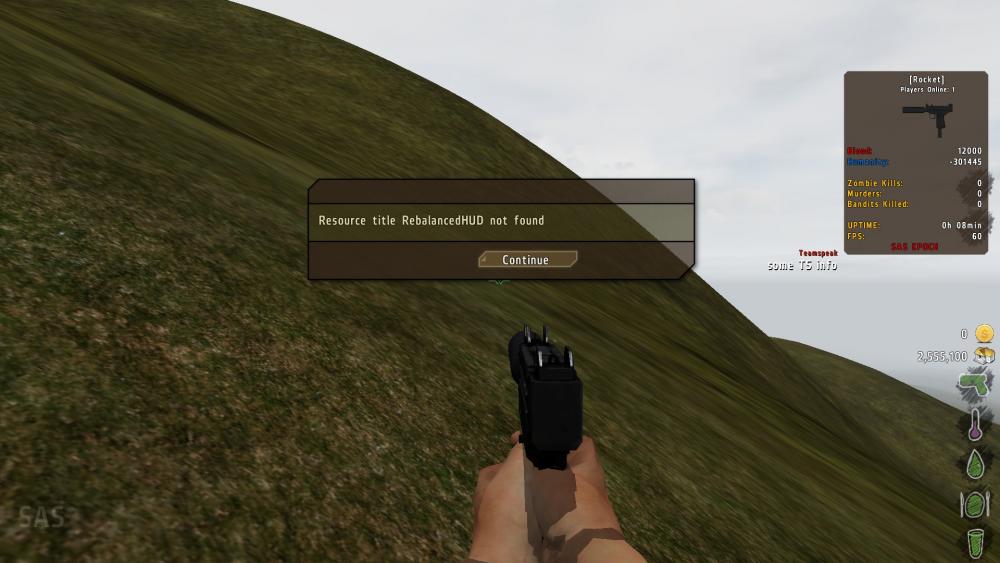 [Rocket]
Players Online: 1
Blood: 12000
Humanity: -301445
Zombie Kills: 0
Murders: 0
Bandits Killed: 0
UPTIME: 0h 08min
FPS: 60
SAS EPOCH
Resource title RebalancedHUD not found
Continue
Teamspeak
some TS info
0
S
2,555,100
SAS